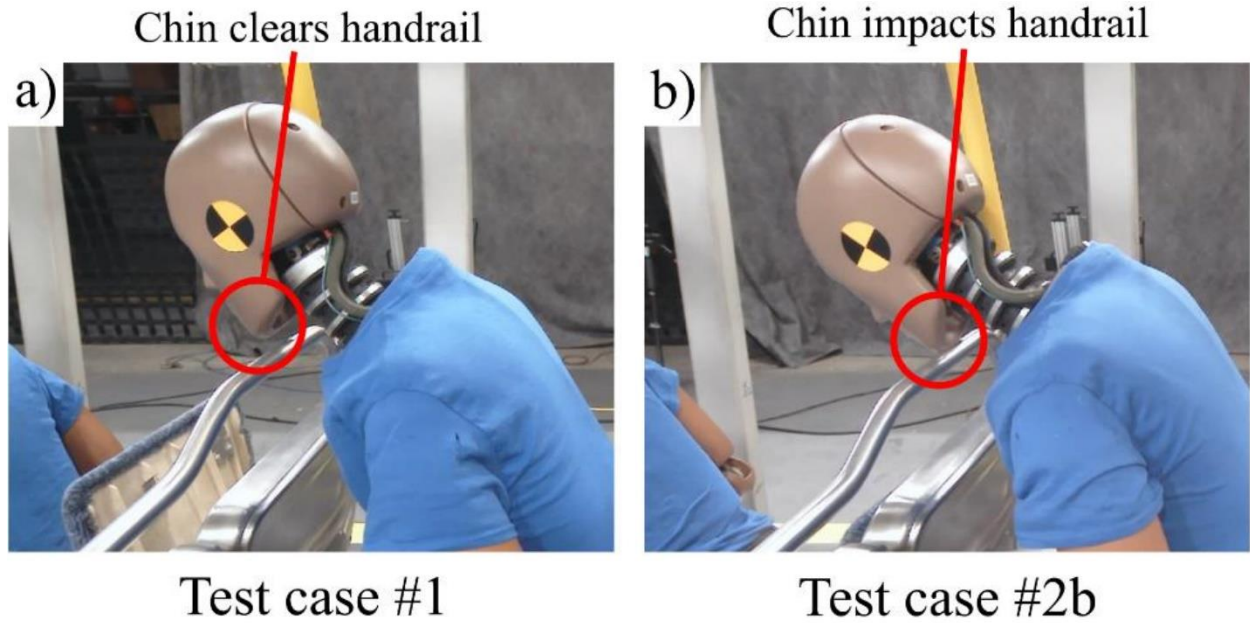 Chin clears handrail
Chin impacts handrail
a)
b)
Test case #1
Test case #2b